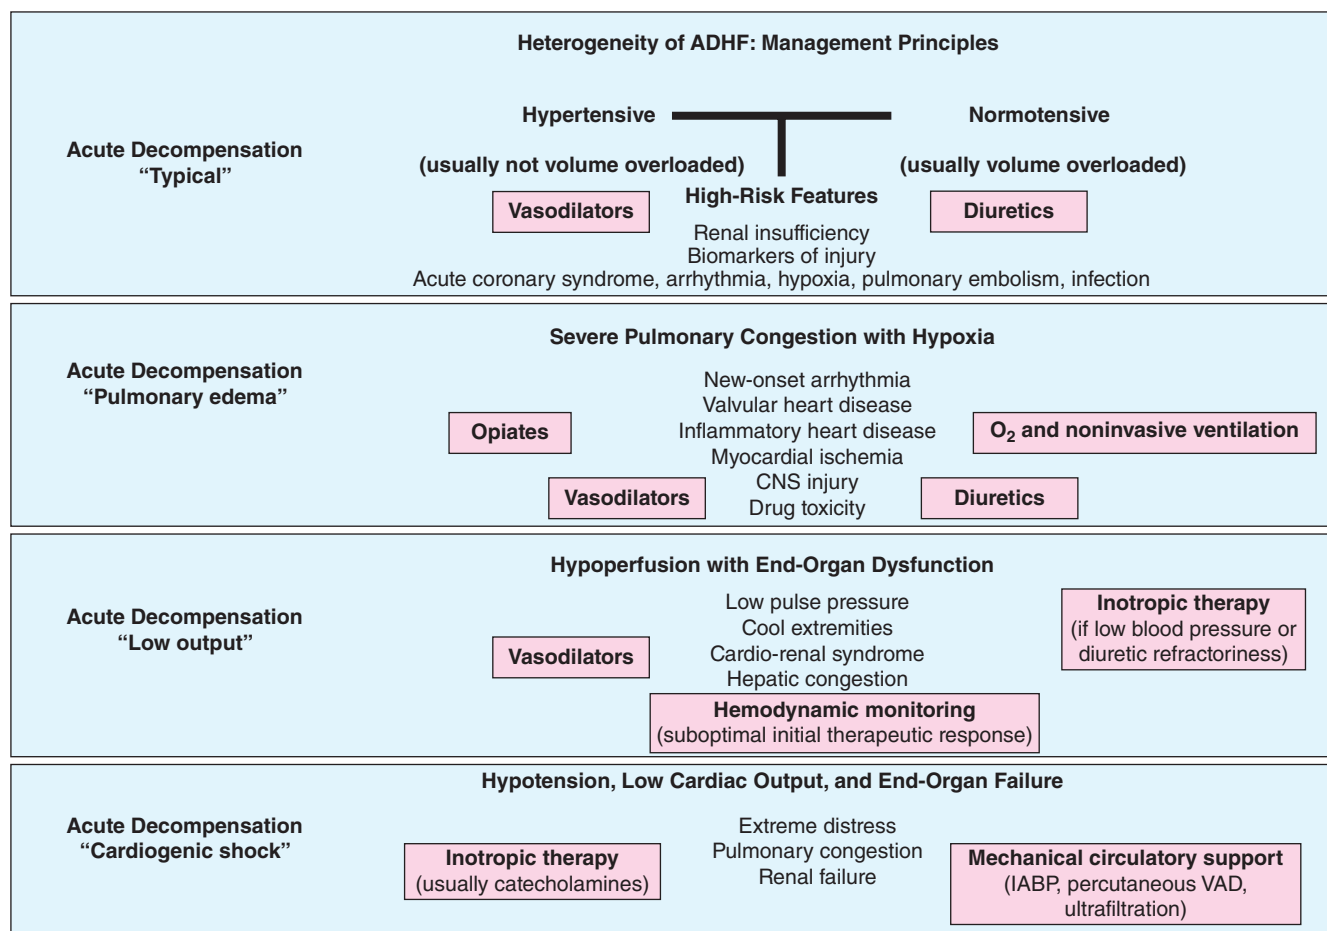 Heterogeneity of ADHF: Management Principles
Acute Decompensation
“Typical”
Hypertensive
Normotensive
(usually not volume overloaded)
(usually volume overloaded)
Vasodilators
High-Risk Features
Diuretics
Renal insufficiency
Biomarkers of injury
Acute coronary syndrome, arrhythmia, hypoxia, pulmonary embolism, infection
Severe Pulmonary Congestion with Hypoxia
Acute Decompensation
“Pulmonary edema”
New-onset arrhythmia
Valvular heart disease
Inflammatory heart disease
Myocardial ischemia
CNS injury
Drug toxicity
Opiates
O₂ and noninvasive ventilation
Vasodilators
Diuretics
Hypoperfusion with End-Organ Dysfunction
Acute Decompensation
“Low output”
Low pulse pressure
Cool extremities
Cardio-renal syndrome
Hepatic congestion
Vasodilators
Inotropic therapy
(if low blood pressure or
diuretic refractoriness)
Hemodynamic monitoring
(suboptimal initial therapeutic response)
Hypotension, Low Cardiac Output, and End-Organ Failure
Acute Decompensation
“Cardiogenic shock”
Extreme distress
Pulmonary congestion
Renal failure
Inotropic therapy
(usually catecholamines)
Mechanical circulatory support
(IABP, percutaneous VAD,
ultrafiltration)